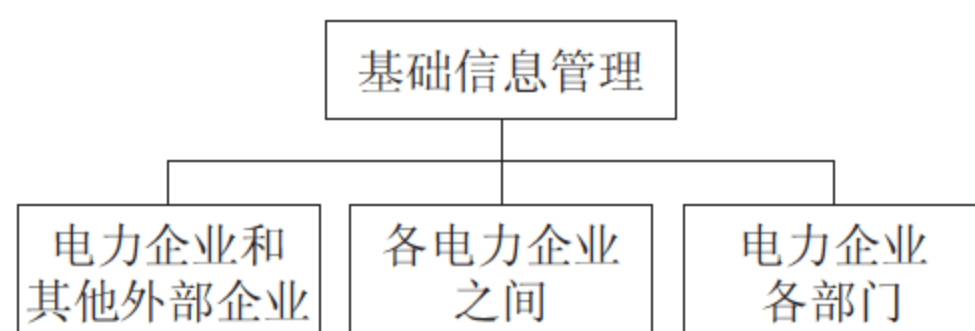 基础信息管理
电力企业和
其他外部企业
各电力企业
之间
电力企业
各部门